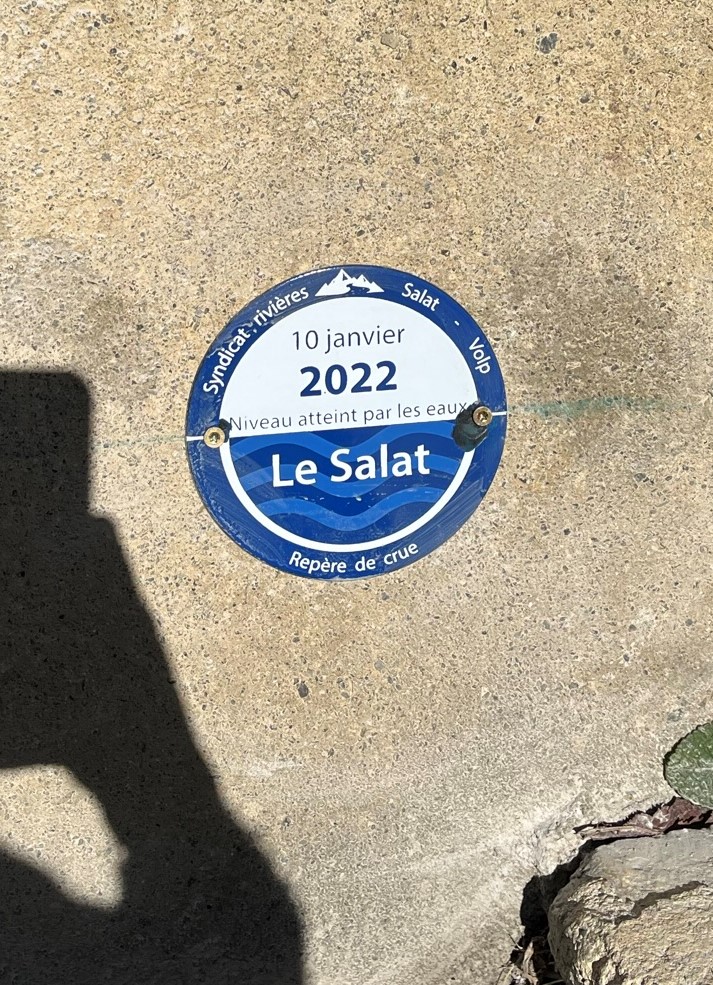 Syndicat rivières Salat - Volp
10 janvier
2022
Niveau atteint par les eaux
Le Salat
Repère de crue